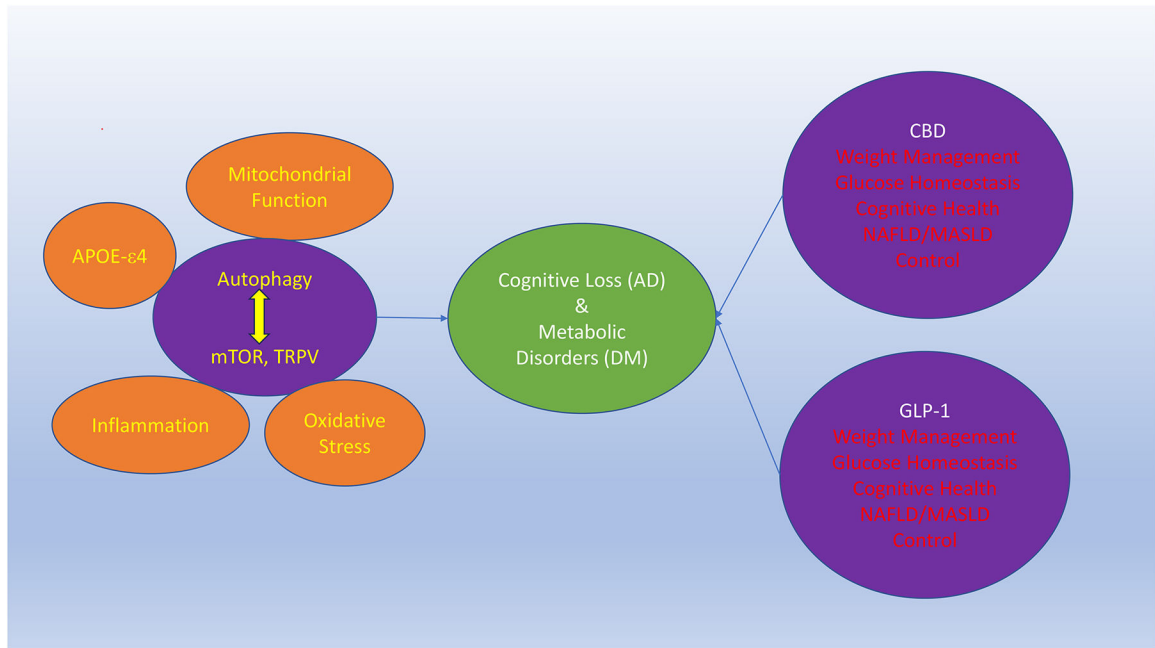 Mitochondrial
Function
APOE-ε4
Autophagy
mTOR, TRPV
Inflammation
Oxidative
Stress
Cognitive Loss (AD)
&
Metabolic
Disorders (DM)
CBD
Weight Management
Glucose Homeostasis
Cognitive Health
NAFLD/MASLD
Control
GLP-1
Weight Management
Glucose Homeostasis
Cognitive Health
NAFLD/MASLD
Control